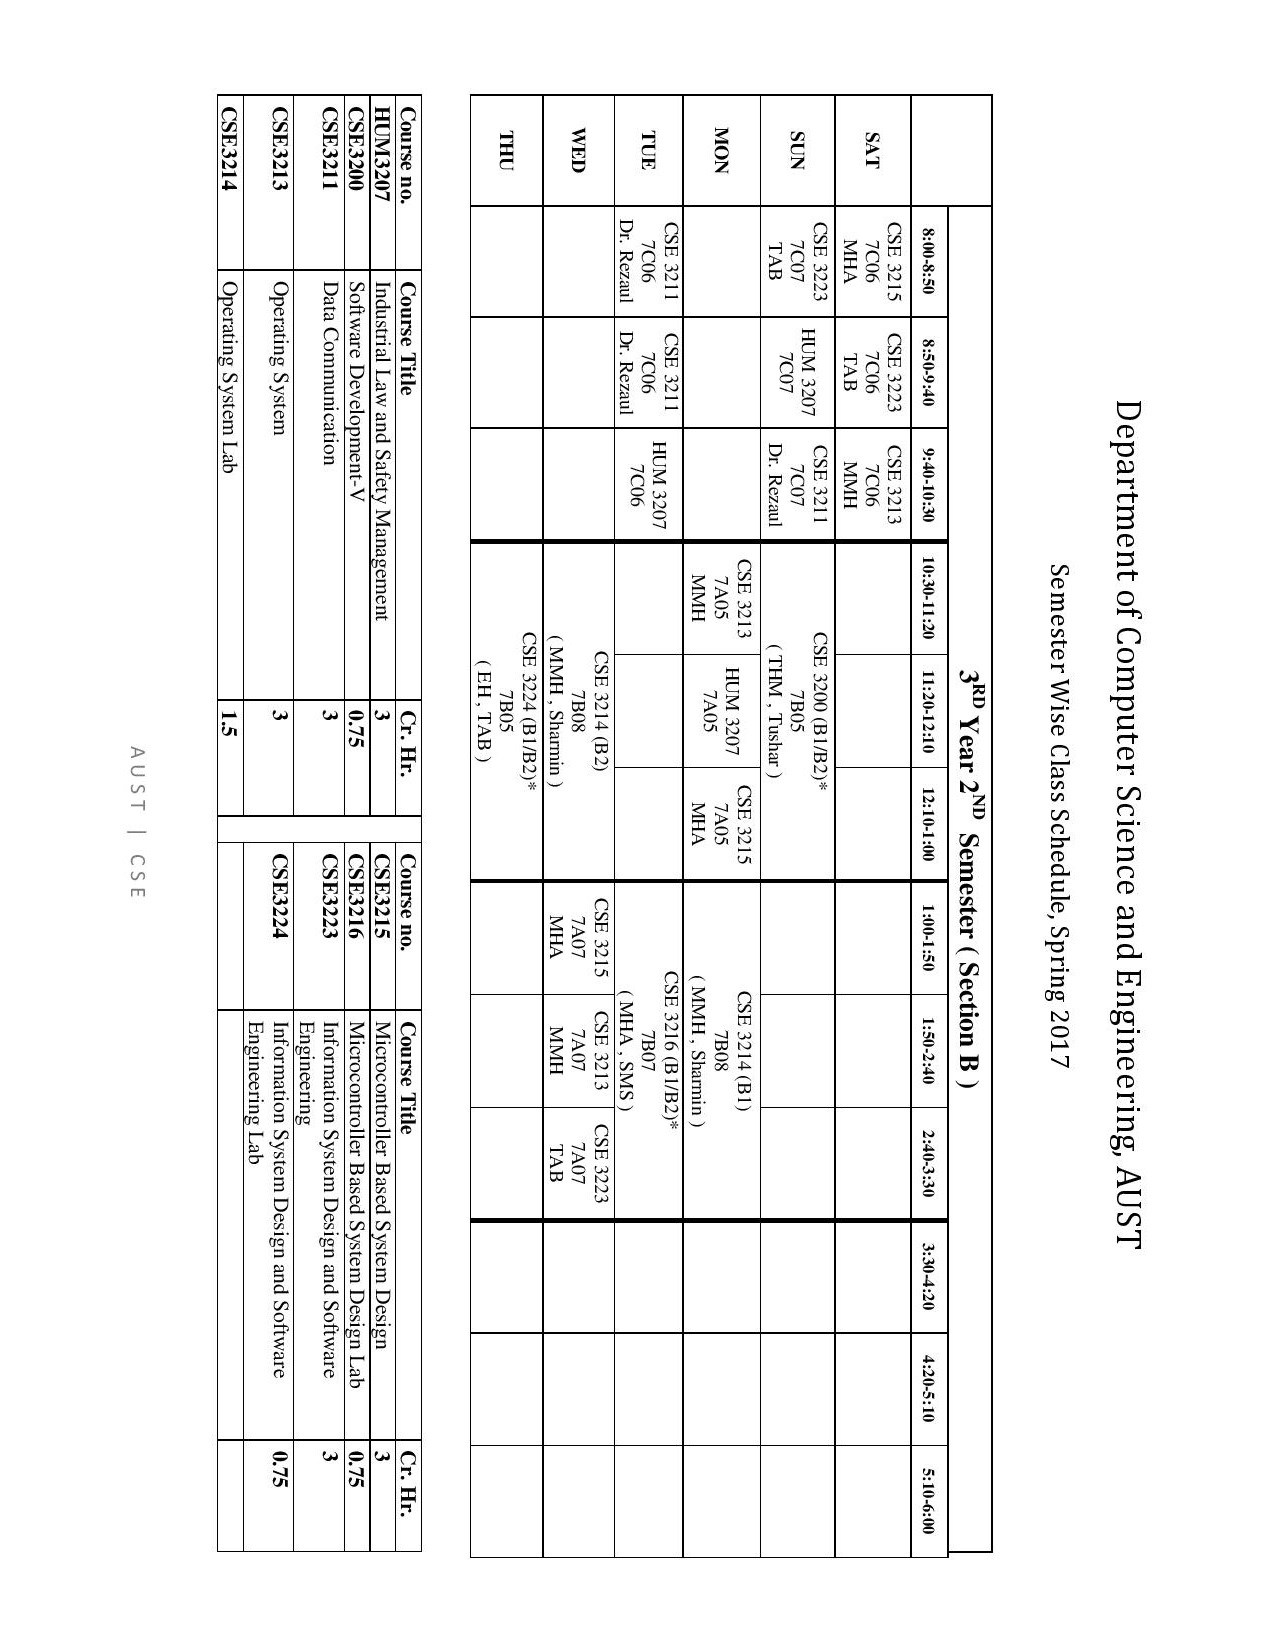 Department of Computer Science and Engineering, AUST
Semester Wise Class Schedule, Spring 2017
3RD Year 2ND Semester ( Section B )
8:00-8:50 8:50-9:40 9:40-10:30 10:30-11:20 11:20-12:10 12:10-1:00 1:00-1:50 1:50-2:40 2:40-3:30 3:30-4:20 4:20-5:10 5:10-6:00
SAT
CSE 3215
7C06
MHA
CSE 3223
7C06
TAB
CSE 3213
7C06
MMH
SUN
CSE 3223
7C07
TAB
HUM 3207
7C07
CSE 3211
7C07
Dr. Rezaul
CSE 3200 (B1/B2)*
7B05
( THM , Tushar )
MON
CSE 3213
7A05
MMH
HUM 3207
7A05
CSE 3215
7A05
MHA
CSE 3214 (B1)
7B08
( MMH , Sharmin )
TUE
CSE 3211
7C06
Dr. Rezaul
CSE 3211
7C06
Dr. Rezaul
HUM 3207
7C06
CSE 3216 (B1/B2)*
7B07
( MHA , SMS )
WED
CSE 3214 (B2)
7B08
( MMH , Sharmin )
CSE 3215
7A07
MHA
CSE 3213
7A07
MMH
CSE 3223
7A07
TAB
THU
CSE 3224 (B1/B2)*
7B05
( EH , TAB )
Course no. Course Title Cr. Hr. Course no. Course Title Cr. Hr.
HUM3207 Industrial Law and Safety Management 3 CSE3215 Microcontroller Based System Design 3
CSE3200 Software Development-V 0.75 CSE3216 Microcontroller Based System Design Lab 0.75
CSE3211 Data Communication 3 CSE3223 Information System Design and Software 3
Engineering
CSE3213 Operating System 3 CSE3224 Information System Design and Software 0.75
Engineering Lab
CSE3214 Operating System Lab 1.5
AUST | CSE